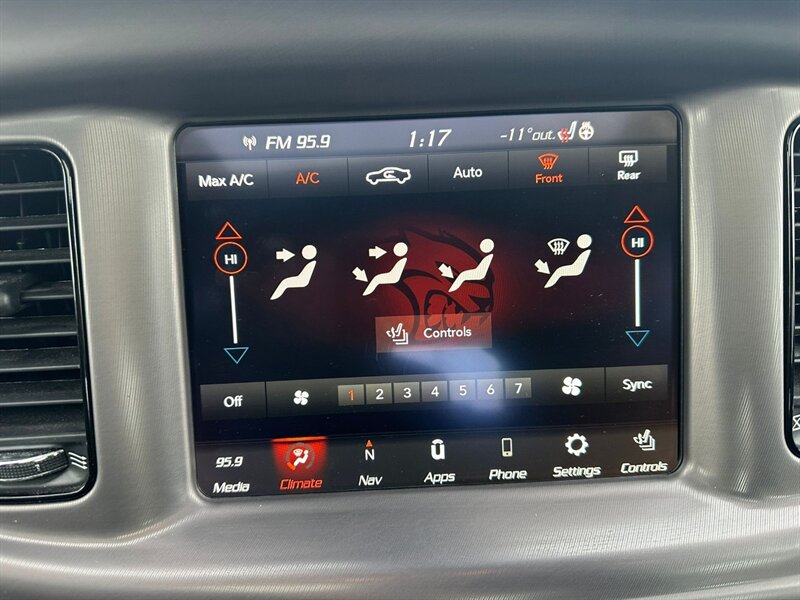 FM 95.9 1:17 -11°out.
Max A/C A/C Auto Front Rear
HI HI
Controls
Off 1 2 3 4 5 6 7 Sync
95.9 N
Media Climate Nav Apps Phone Settings Controls